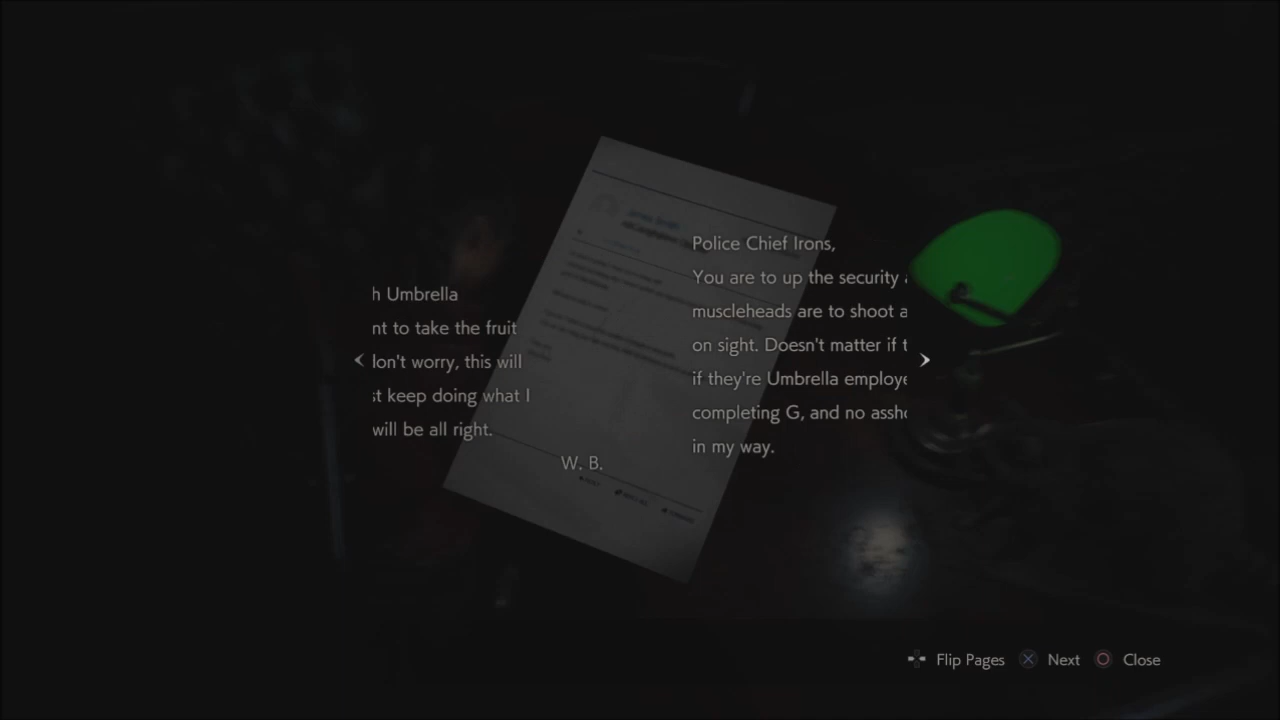 h Umbrella
nt to take the fruit
lon't worry, this will
t keep doing what I
will be all right.
W. B.
Police Chief Irons,
You are to up the security
muscleheads are to shoot a
on sight. Doesn't matter if t
if they're Umbrella employe
completing G, and no assho
in my way.
Flip Pages
Next
Close